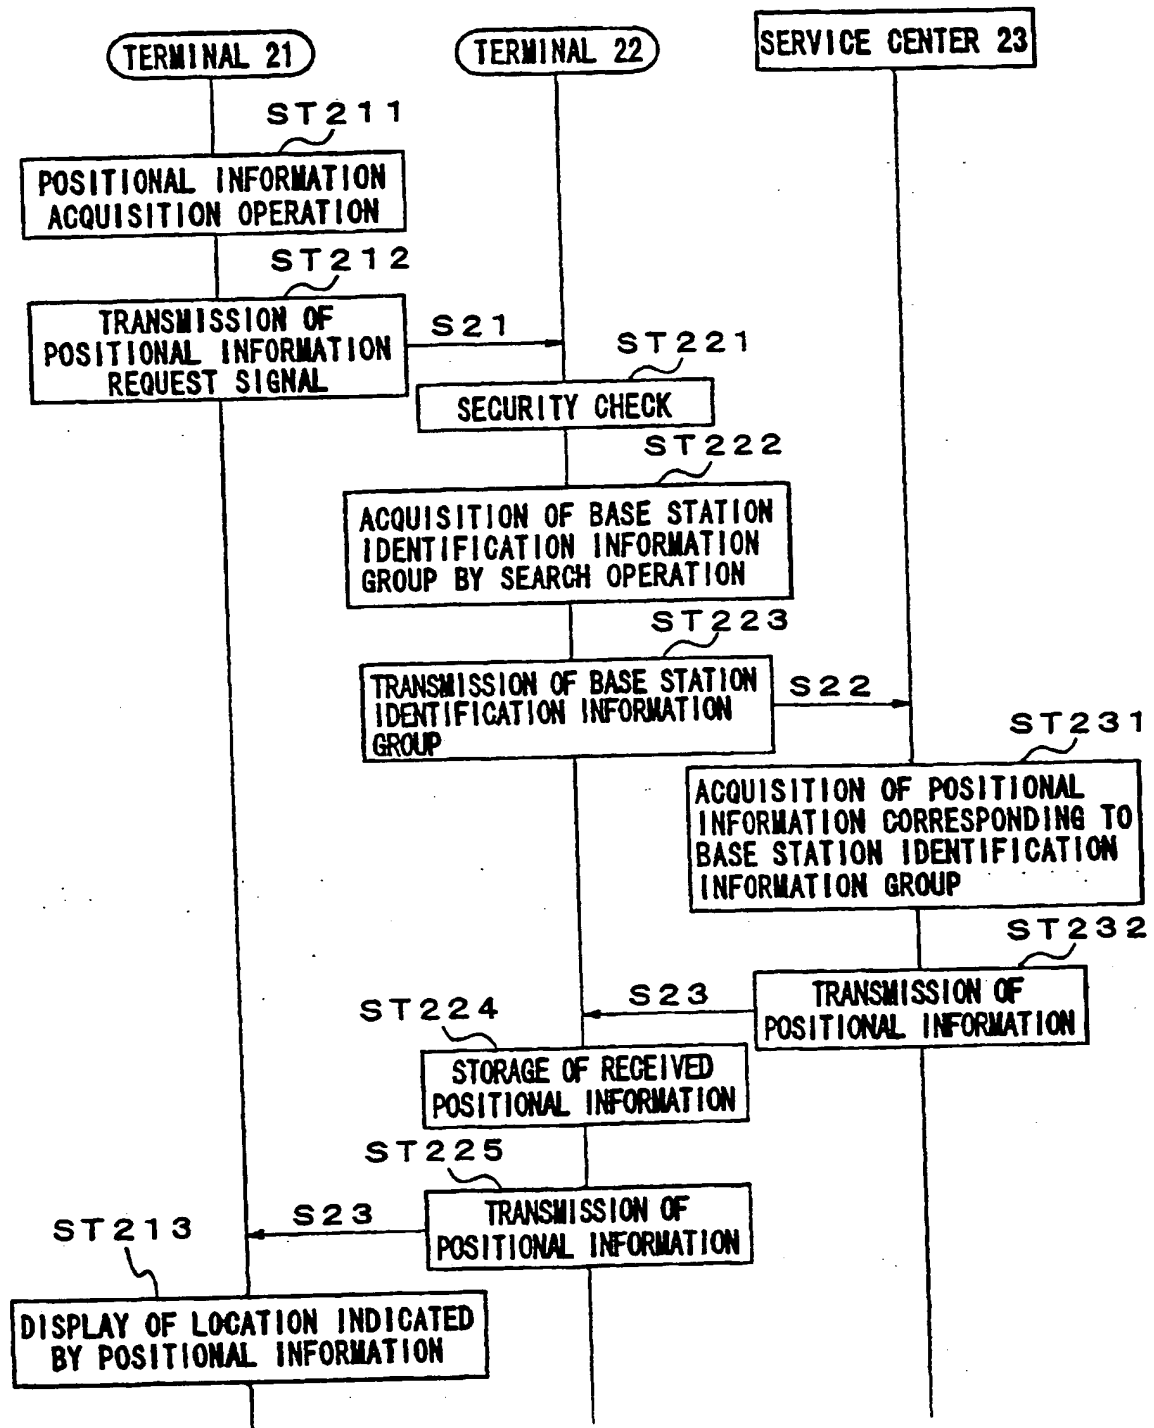 TERMINAL 21
TERMINAL 22
SERVICE CENTER 23
ST211
POSITIONAL INFORMATION
ACQUISITION OPERATION
ST212
TRANSMISSION OF
POSITIONAL INFORMATION
REQUEST SIGNAL
S21
ST221
SECURITY CHECK
ST222
ACQUISITION OF BASE STATION
IDENTIFICATION INFORMATION
GROUP BY SEARCH OPERATION
ST223
TRANSMISSION OF BASE STATION
IDENTIFICATION INFORMATION
GROUP
S22
ST231
ACQUISITION OF POSITIONAL
INFORMATION CORRESPONDING TO
BASE STATION IDENTIFICATION
INFORMATION GROUP
ST232
TRANSMISSION OF
POSITIONAL INFORMATION
S23
ST224
STORAGE OF RECEIVED
POSITIONAL INFORMATION
ST225
TRANSMISSION OF
POSITIONAL INFORMATION
S23
ST213
DISPLAY OF LOCATION INDICATED
BY POSITIONAL INFORMATION